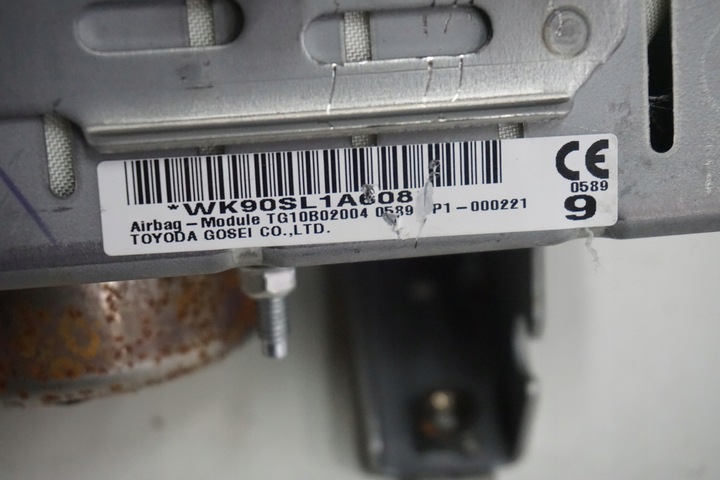 *WK90SL1A608
Airbag-Module TG10B02004 0589 P1-000221
TOYODA GOSEI CO.,LTD.
CE
0589
9